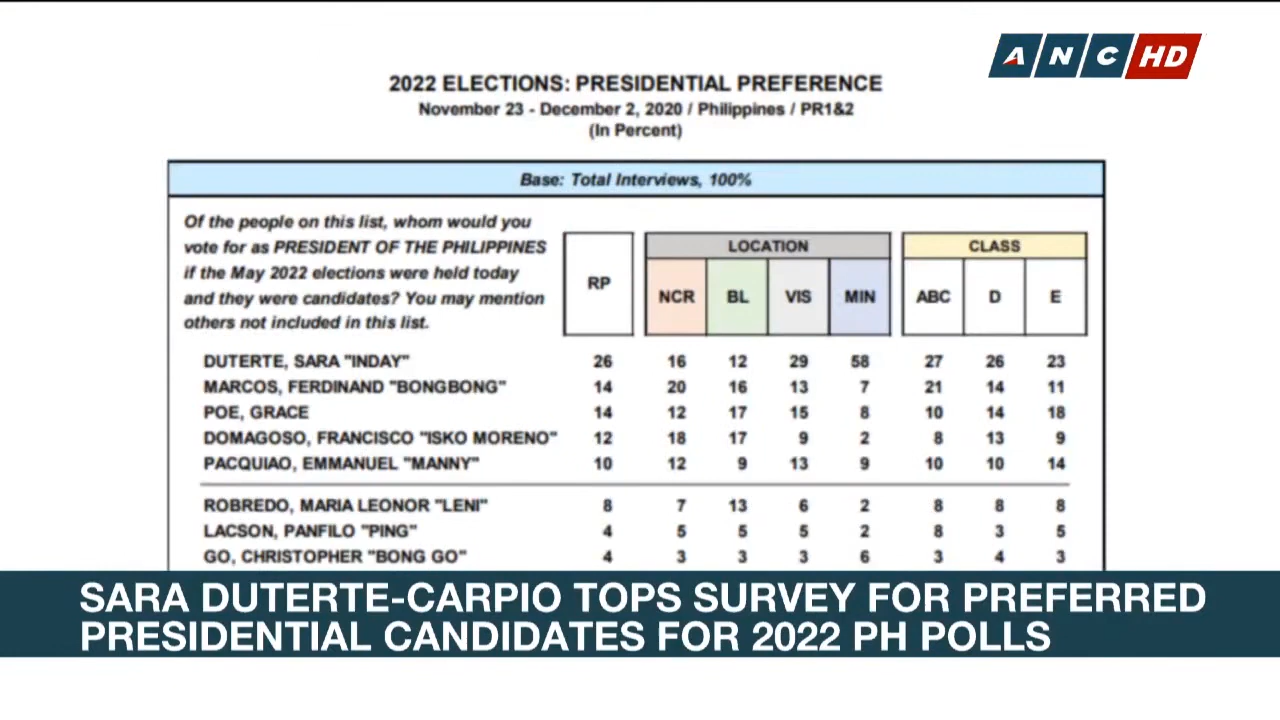 ANC HD
2022 ELECTIONS: PRESIDENTIAL PREFERENCE
November 23 - December 2, 2020 / Philippines / PR1&2
(In Percent)
Base: Total Interviews, 100%
Of the people on this list, whom would you
vote for as PRESIDENT OF THE PHILIPPINES
if the May 2022 elections were held today
and they were candidates? You may mention
others not included in this list.
RP
LOCATION
CLASS
NCR BL VIS MIN ABC D E
DUTERTE, SARA "INDAY" 26 16 12 29 58 27 26 23
MARCOS, FERDINAND "BONGBONG" 14 20 16 13 7 21 14 11
POE, GRACE 14 12 17 15 8 10 14 18
DOMAGOSO, FRANCISCO "ISKO MORENO" 12 18 17 9 2 8 13 9
PACQUIAO, EMMANUEL "MANNY" 10 12 9 13 9 10 10 14
ROBREDO, MARIA LEONOR "LENI" 8 7 13 6 2 8 8 8
LACSON, PANFILO "PING" 4 5 5 5 2 8 3 5
GO, CHRISTOPHER "BONG GO" 4 3 3 3 6 3 4 3
SARA DUTERTE-CARPIO TOPS SURVEY FOR PREFERRED
PRESIDENTIAL CANDIDATES FOR 2022 PH POLLS